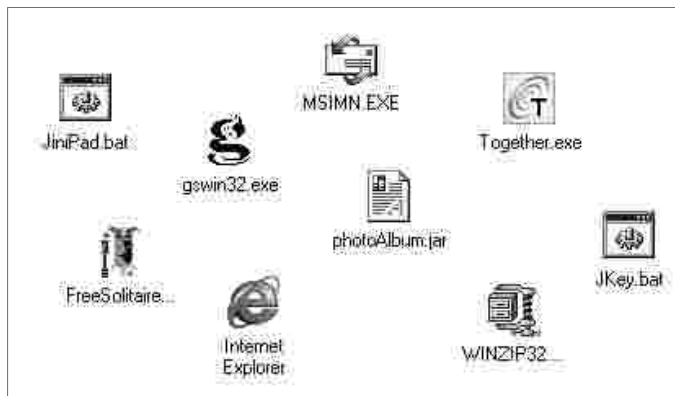 MSIMN.EXE
JiniPad.bat
Together.exe
gswin32.exe
photoAlbum.jar
JKey.bat
FreeSolitaire...
Internet
Explorer
WINZIP32...